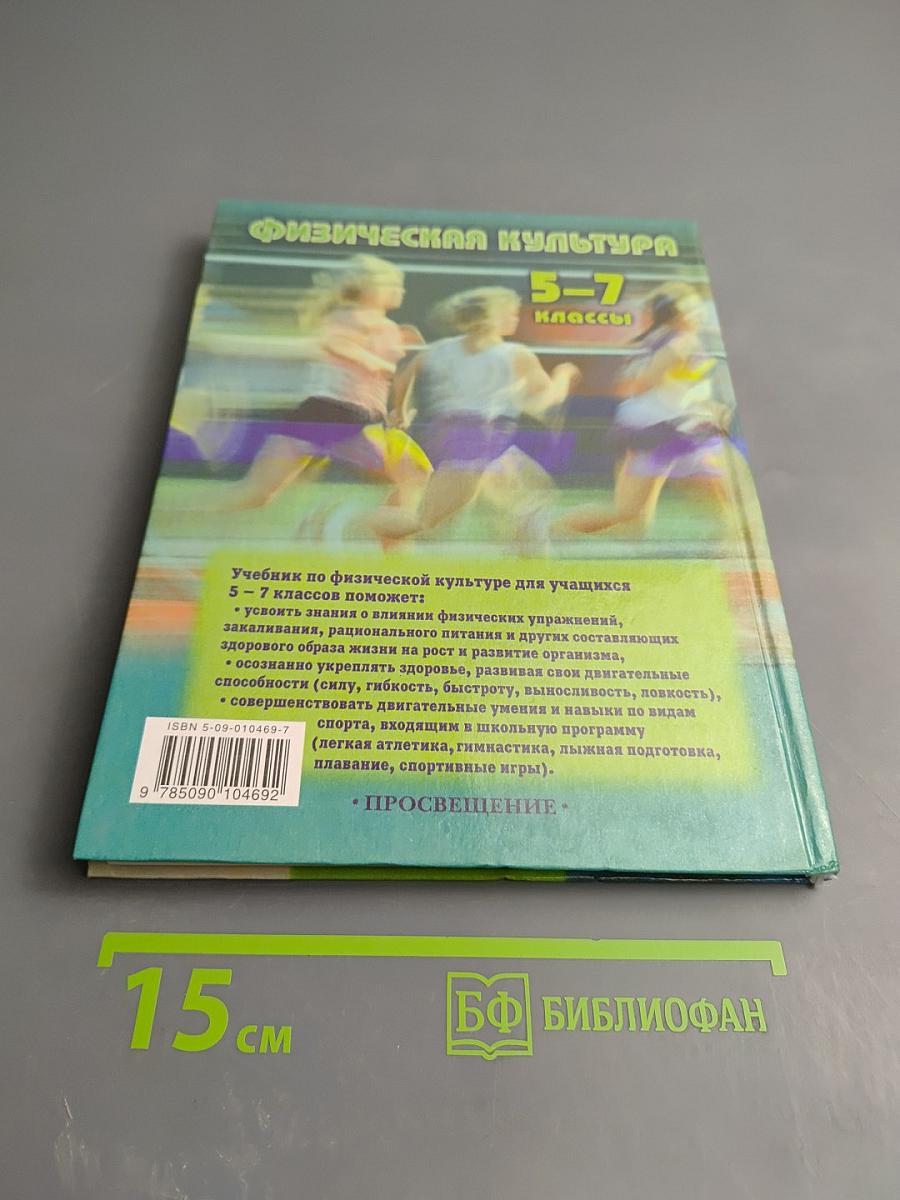 ФИЗИЧЕСКАЯ КУЛЬТУРА
5–7
классы
Учебник по физической культуре для учащихся
5 – 7 классов поможет:
• усвоить знания о влиянии физических упражнений,
закаливания, рационального питания и других составляющих
здорового образа жизни на рост и развитие организма,
• осознанно укреплять здоровье, развивая свои двигательные
способности (силу, гибкость, быстроту, выносливость, ловкость),
• совершенствовать двигательные умения и навыки по видам
спорта, входящим в школьную программу
(легкая атлетика, гимнастика, лыжная подготовка,
плавание, спортивные игры).
ISBN 5-09-010469-7
9 785090 104692
• ПРОСВЕЩЕНИЕ •
15 см
БФ БИБЛИОФАН